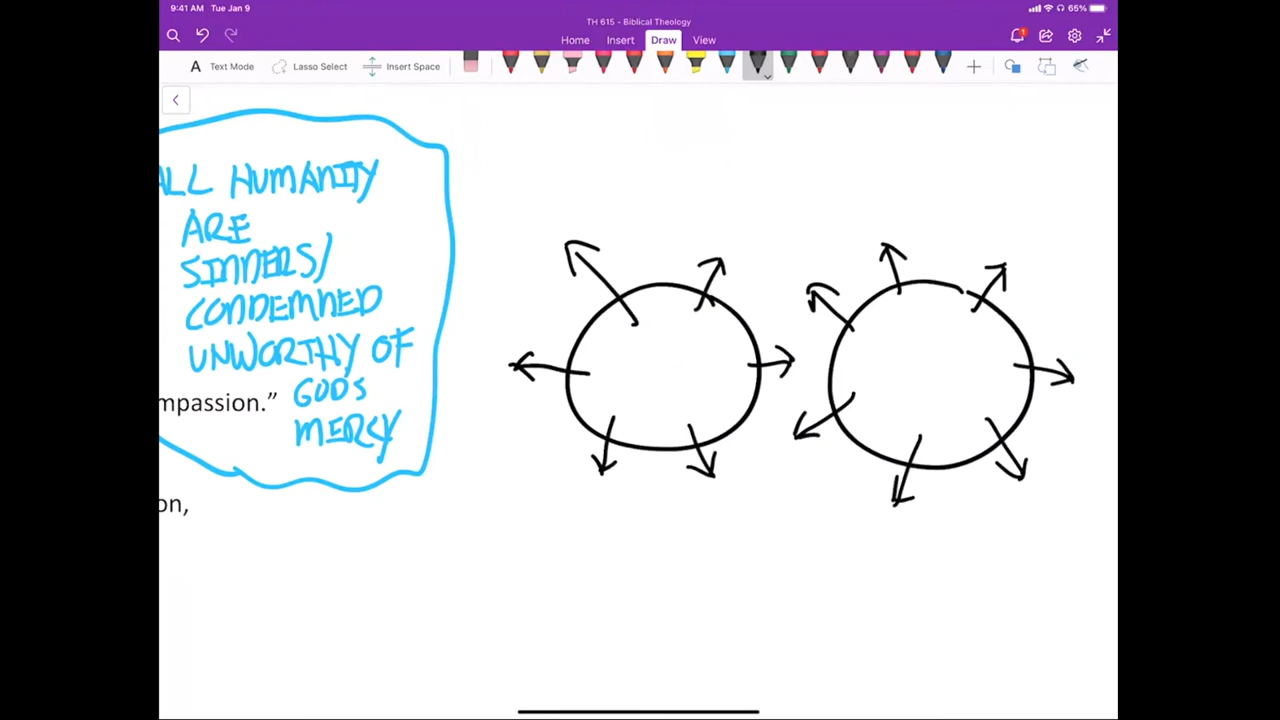 9:41 AM Tue Jan 9
65%
TH 615 - Biblical Theology
Home Insert Draw View
A Text Mode Lasso Select Insert Space
ALL HUMANITY
ARE
SINNERS/
CONDEMNED
UNWORTHY OF
GOD'S
mpassion.”
MERCY
on,